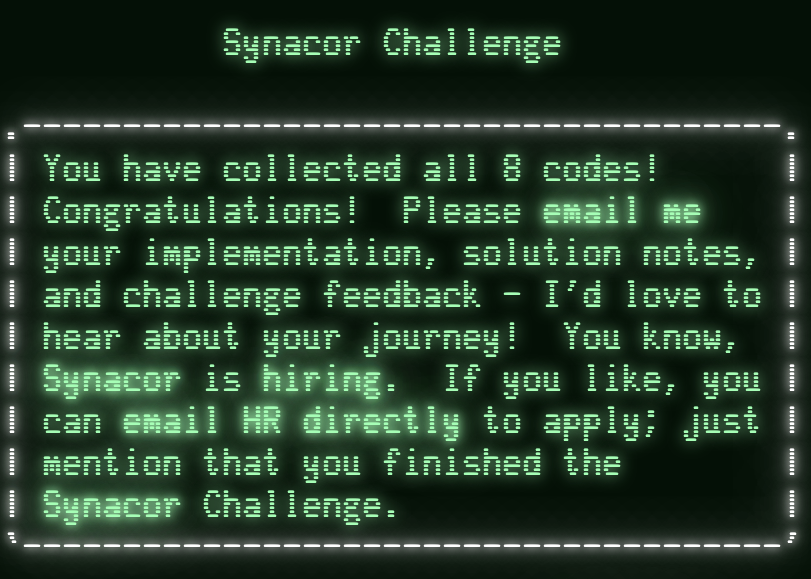 Synacor Challenge
You have collected all 8 codes!
Congratulations!  Please email me
your implementation, solution notes,
and challenge feedback - I'd love to
hear about your journey!  You know,
Synacor is hiring.  If you like, you
can email HR directly to apply; just
mention that you finished the
Synacor Challenge.